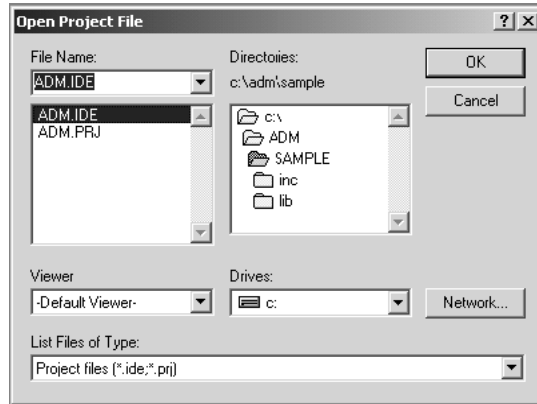 Open Project File
File Name:
ADM.IDE
ADM.IDE
ADM.PRJ
Directories:
c:\adm\sample
c:\
ADM
SAMPLE
inc
lib
OK
Cancel
Viewer
-Default Viewer-
Drives:
c:
Network...
List Files of Type:
Project files (*.ide;*.prj)